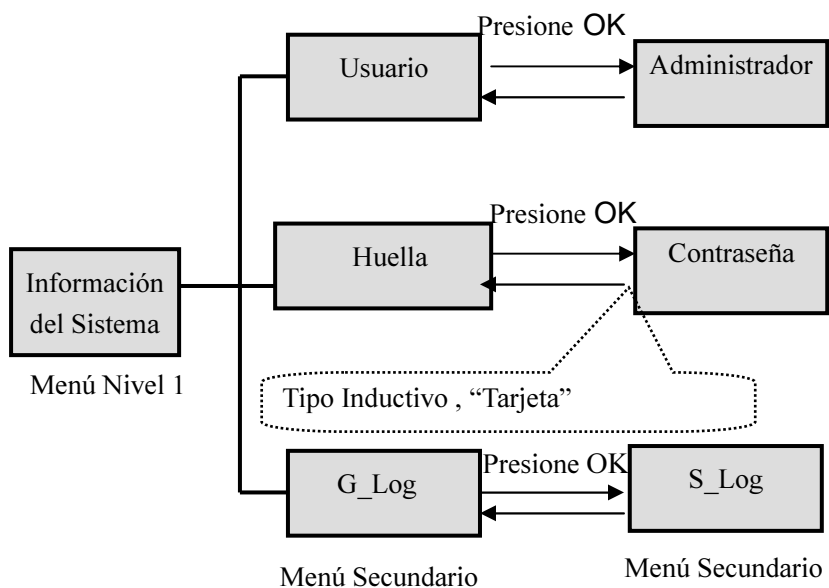 Presione OK
Usuario
Administrador
Presione OK
Huella
Contraseña
Información
del Sistema
Menú Nivel 1
Tipo Inductivo , “Tarjeta”
Presione OK
G_Log
S_Log
Menú Secundario
Menú Secundario